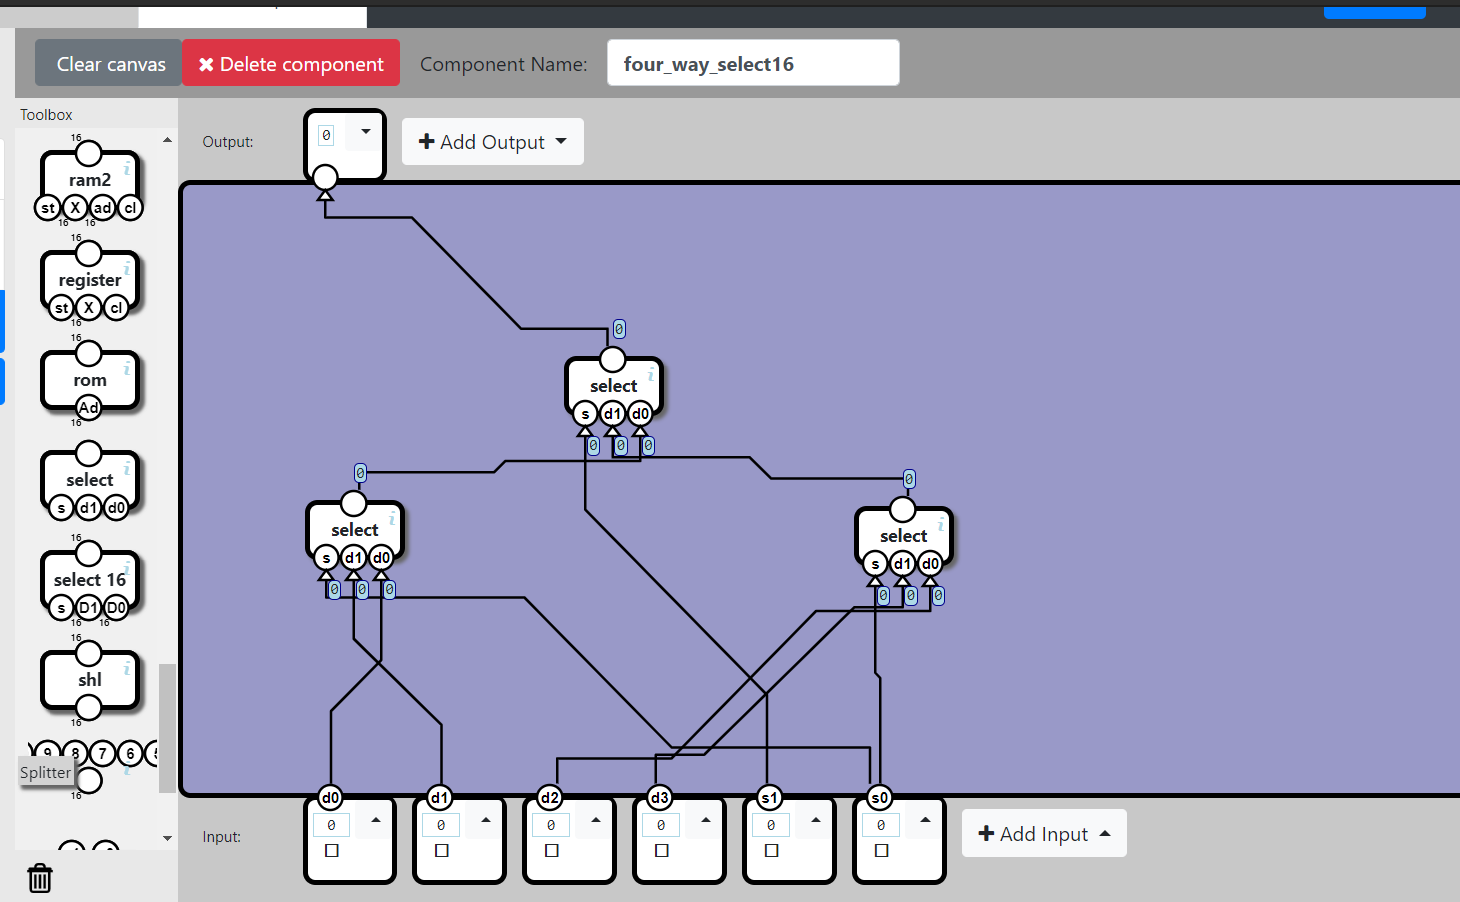 Clear canvas
Delete component
Component Name:
four_way_select16
Toolbox
16
i
ram2
st X ad cl
16 16
16
i
register
st X cl
16
16
i
rom
Ad
16
i
select
s d1 d0
16
i
select 16
s D1 D0
16 16
16
i
shl
16
9 8 7 6
Splitter
i
16
Output:
0
Add Output
0
select
i
s d1 d0
0 0 0
0
select
i
s d1 d0
0 0 0
0
select
i
s d1 d0
0 0 0
d0 d1 d2 d3 s1 s0
Input:
0 0 0 0 0 0
Add Input